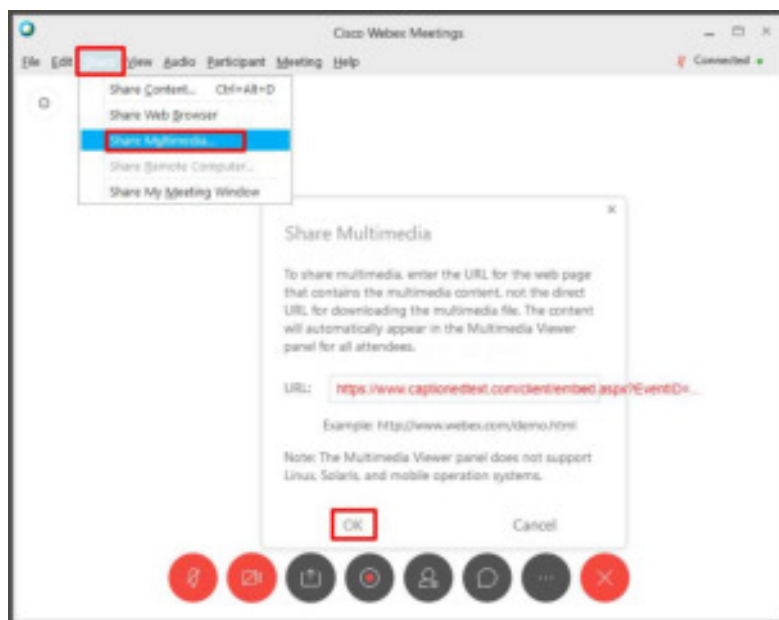 Cisco Webex Meetings
File Edit Share View Audio Participant Meeting Help
Connected
Share Content... Ctrl+Alt+D
Share Web Browser
Share Multimedia...
Share Remote Computer...
Share My Meeting Window
Share Multimedia
To share multimedia, enter the URL for the web page
that contains the multimedia content, not the direct
URL for downloading the multimedia file. The content
will automatically appear in the Multimedia Viewer
panel for all attendees.
URL: https://www.captionedtext.com/client/embed.aspx?EventID=...
Example: http://www.webex.com/demo.html
Note: The Multimedia Viewer panel does not support
Linux, Solaris, and mobile operation systems.
OK Cancel